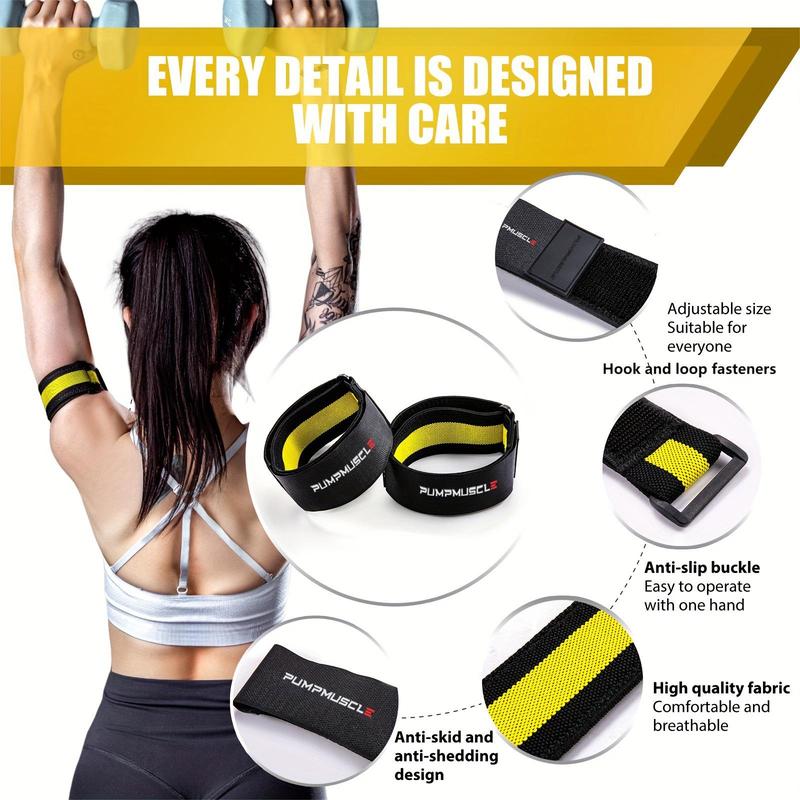 EVERY DETAIL IS DESIGNED
WITH CARE
PMUSCLE
Adjustable size
Suitable for
everyone
Hook and loop fasteners
PUMPMUSCLE
PUMPMUSCLE
Anti-slip buckle
Easy to operate
with one hand
PUMPMUSCLE
High quality fabric
Comfortable and
breathable
Anti-skid and
anti-shedding
design